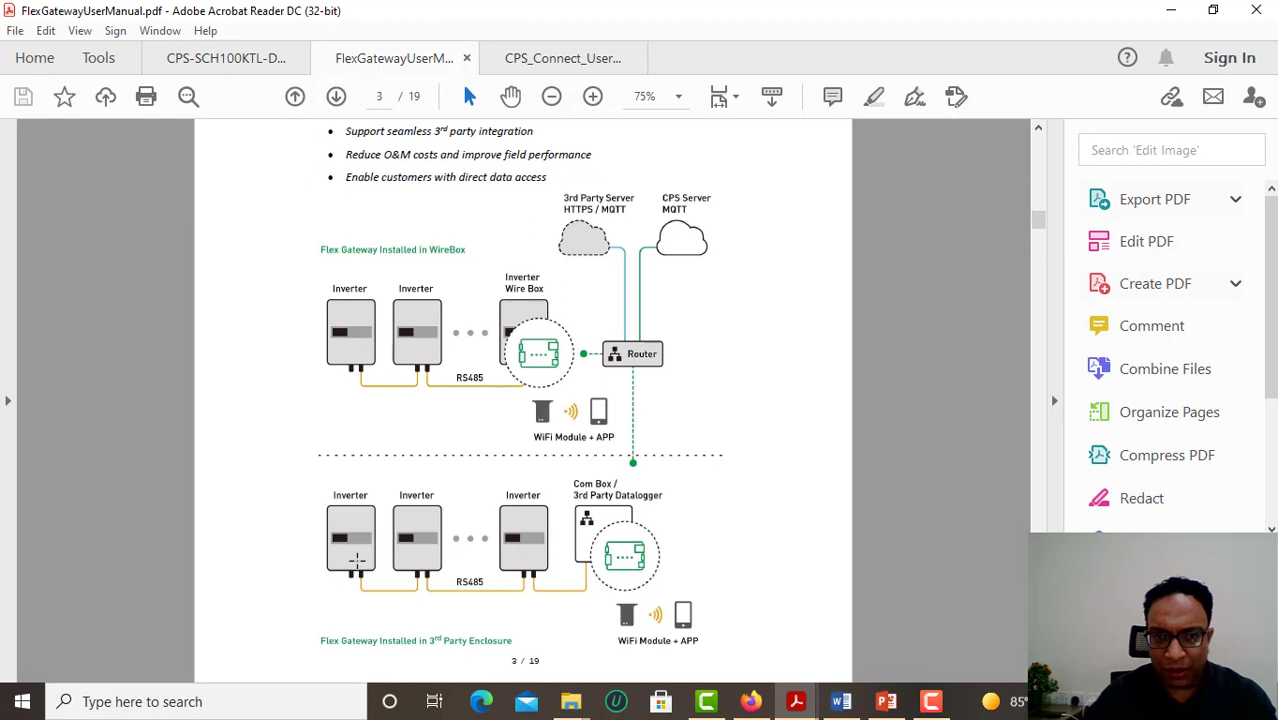 FlexGatewayUserManual.pdf - Adobe Acrobat Reader DC (32-bit)
File Edit View Sign Window Help
Home Tools CPS-SCH100KTL-D... FlexGatewayUserM... CPS_Connect_User... Sign In
3 / 19 75%
• Support seamless 3rd party integration
• Reduce O&M costs and improve field performance
• Enable customers with direct data access
3rd Party Server CPS Server
HTTPS / MQTT MQTT
Flex Gateway Installed in WireBox
Inverter Inverter Inverter
Wire Box
Router
RS485
WiFi Module + APP
Inverter Inverter Inverter Com Box /
3rd Party Datalogger
RS485
WiFi Module + APP
Flex Gateway Installed in 3rd Party Enclosure
3 / 19
Search 'Edit Image'
Export PDF
Edit PDF
Create PDF
Comment
Combine Files
Organize Pages
Compress PDF
Redact
Type here to search
85°